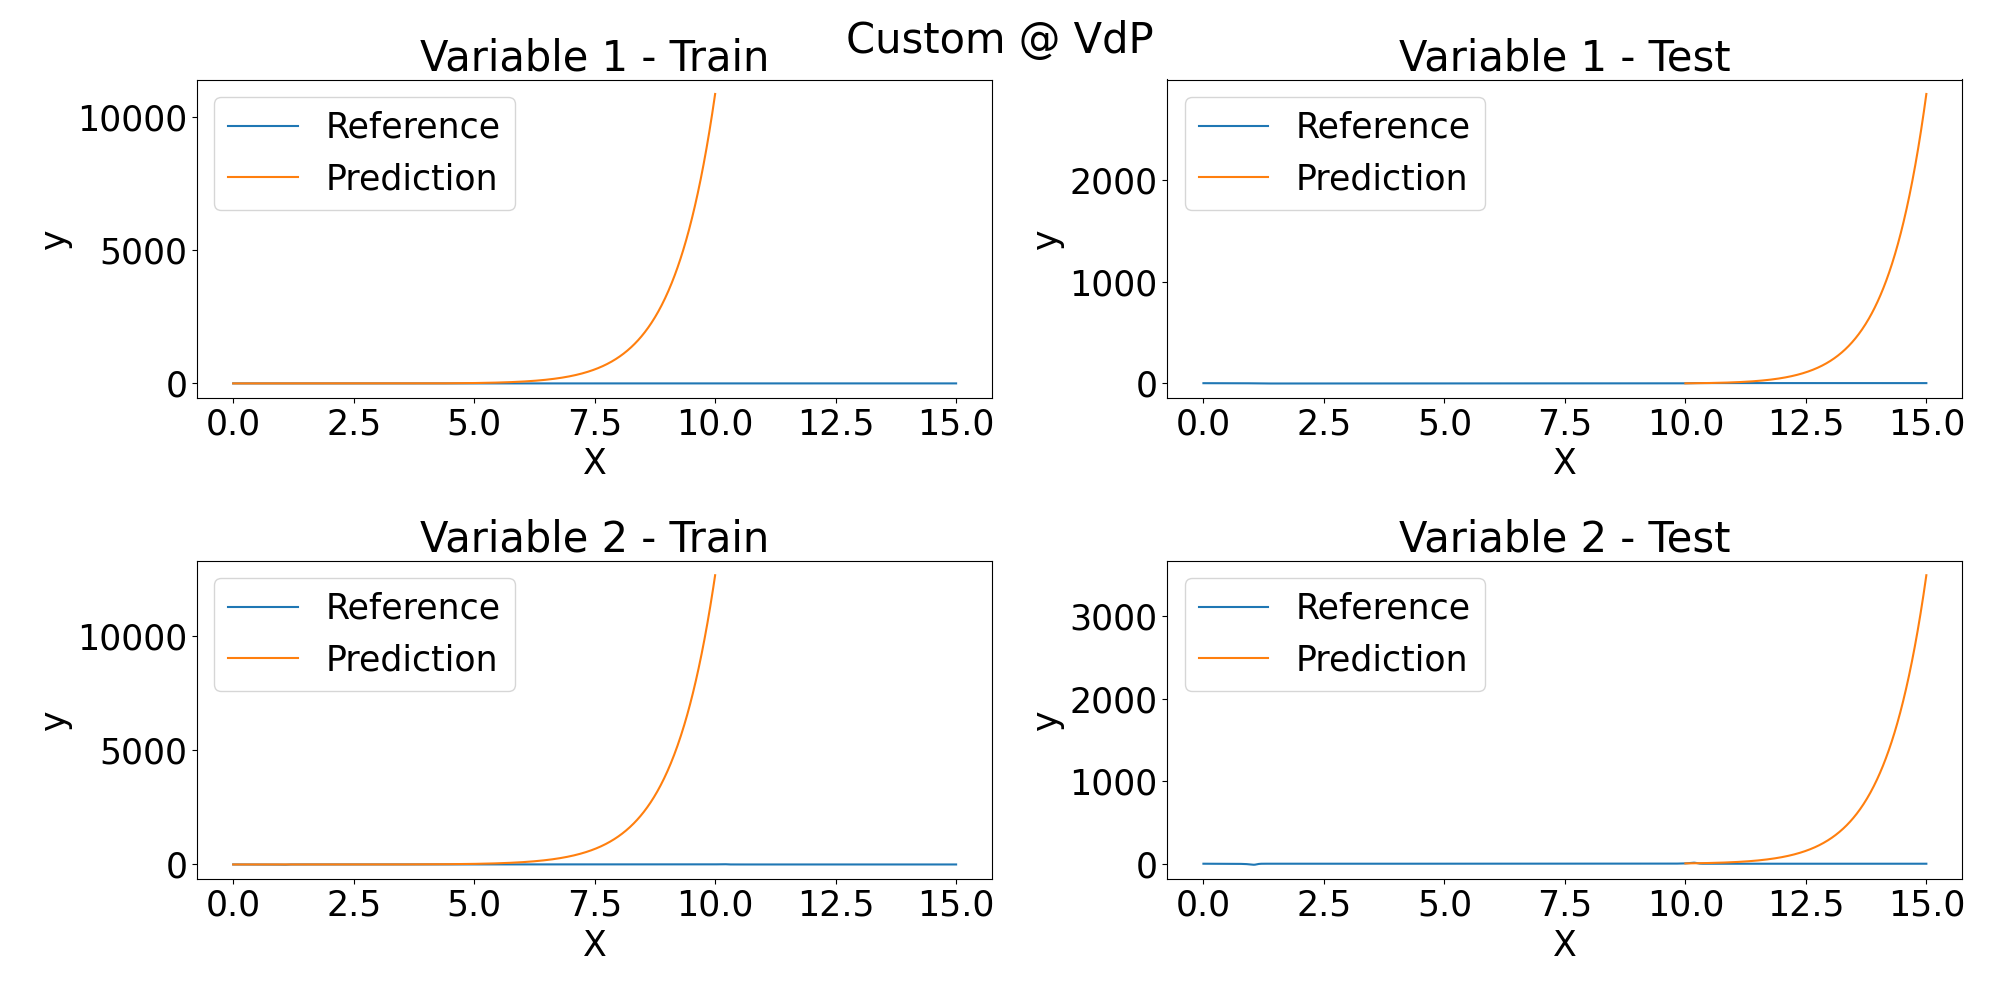 Custom @ VdP
Variable 1 - Train
10000
5000
0
y
Reference
Prediction
0.0 2.5 5.0 7.5 10.0 12.5 15.0
X
Variable 1 - Test
2000
1000
0
y
Reference
Prediction
0.0 2.5 5.0 7.5 10.0 12.5 15.0
X
Variable 2 - Train
10000
5000
0
y
Reference
Prediction
0.0 2.5 5.0 7.5 10.0 12.5 15.0
X
Variable 2 - Test
3000
2000
1000
0
y
Reference
Prediction
0.0 2.5 5.0 7.5 10.0 12.5 15.0
X